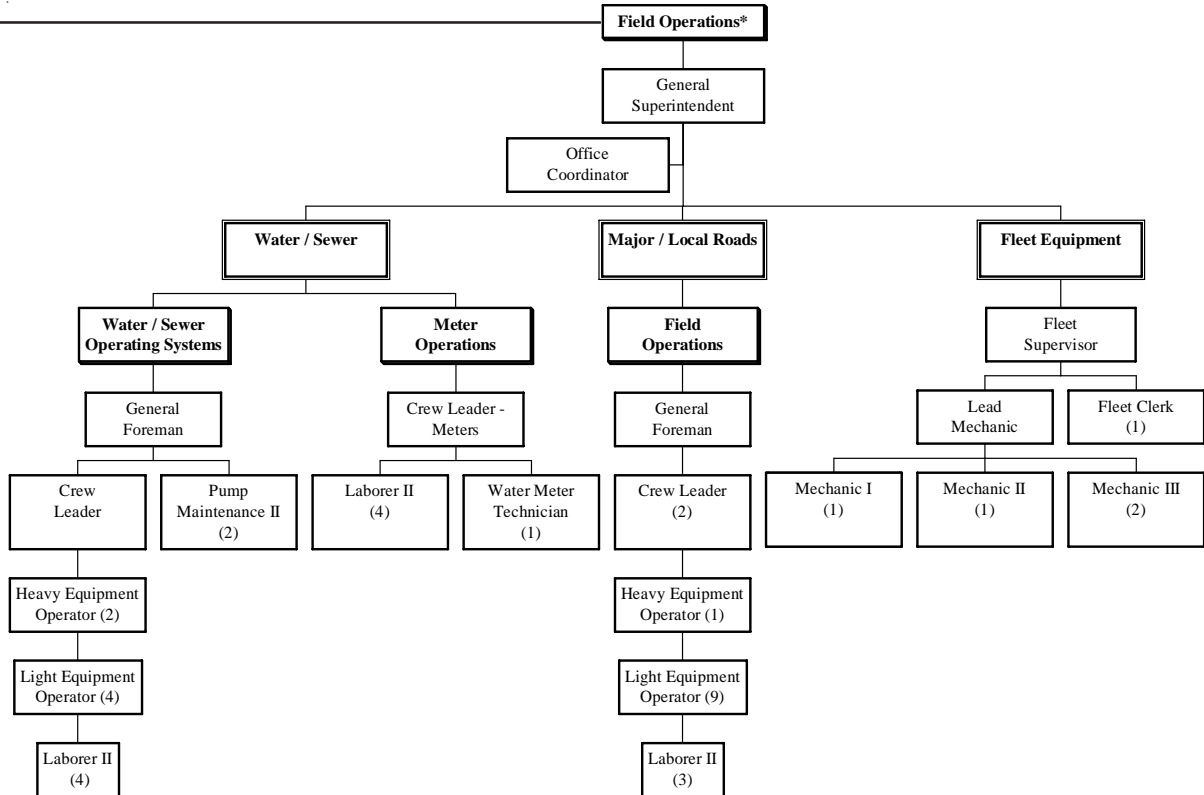 Field Operations*
General
Superintendent
Office
Coordinator
Water / Sewer
Major / Local Roads
Fleet Equipment
Water / Sewer
Operating Systems
Meter
Operations
Field
Operations
Fleet
Supervisor
General
Foreman
Crew Leader -
Meters
General
Foreman
Lead
Mechanic
Fleet Clerk
(1)
Crew
Leader
Pump
Maintenance II
(2)
Laborer II
(4)
Water Meter
Technician
(1)
Crew Leader
(2)
Mechanic I
(1)
Mechanic II
(1)
Mechanic III
(2)
Heavy Equipment
Operator (2)
Heavy Equipment
Operator (1)
Light Equipment
Operator (4)
Light Equipment
Operator (9)
Laborer II
(4)
Laborer II
(3)